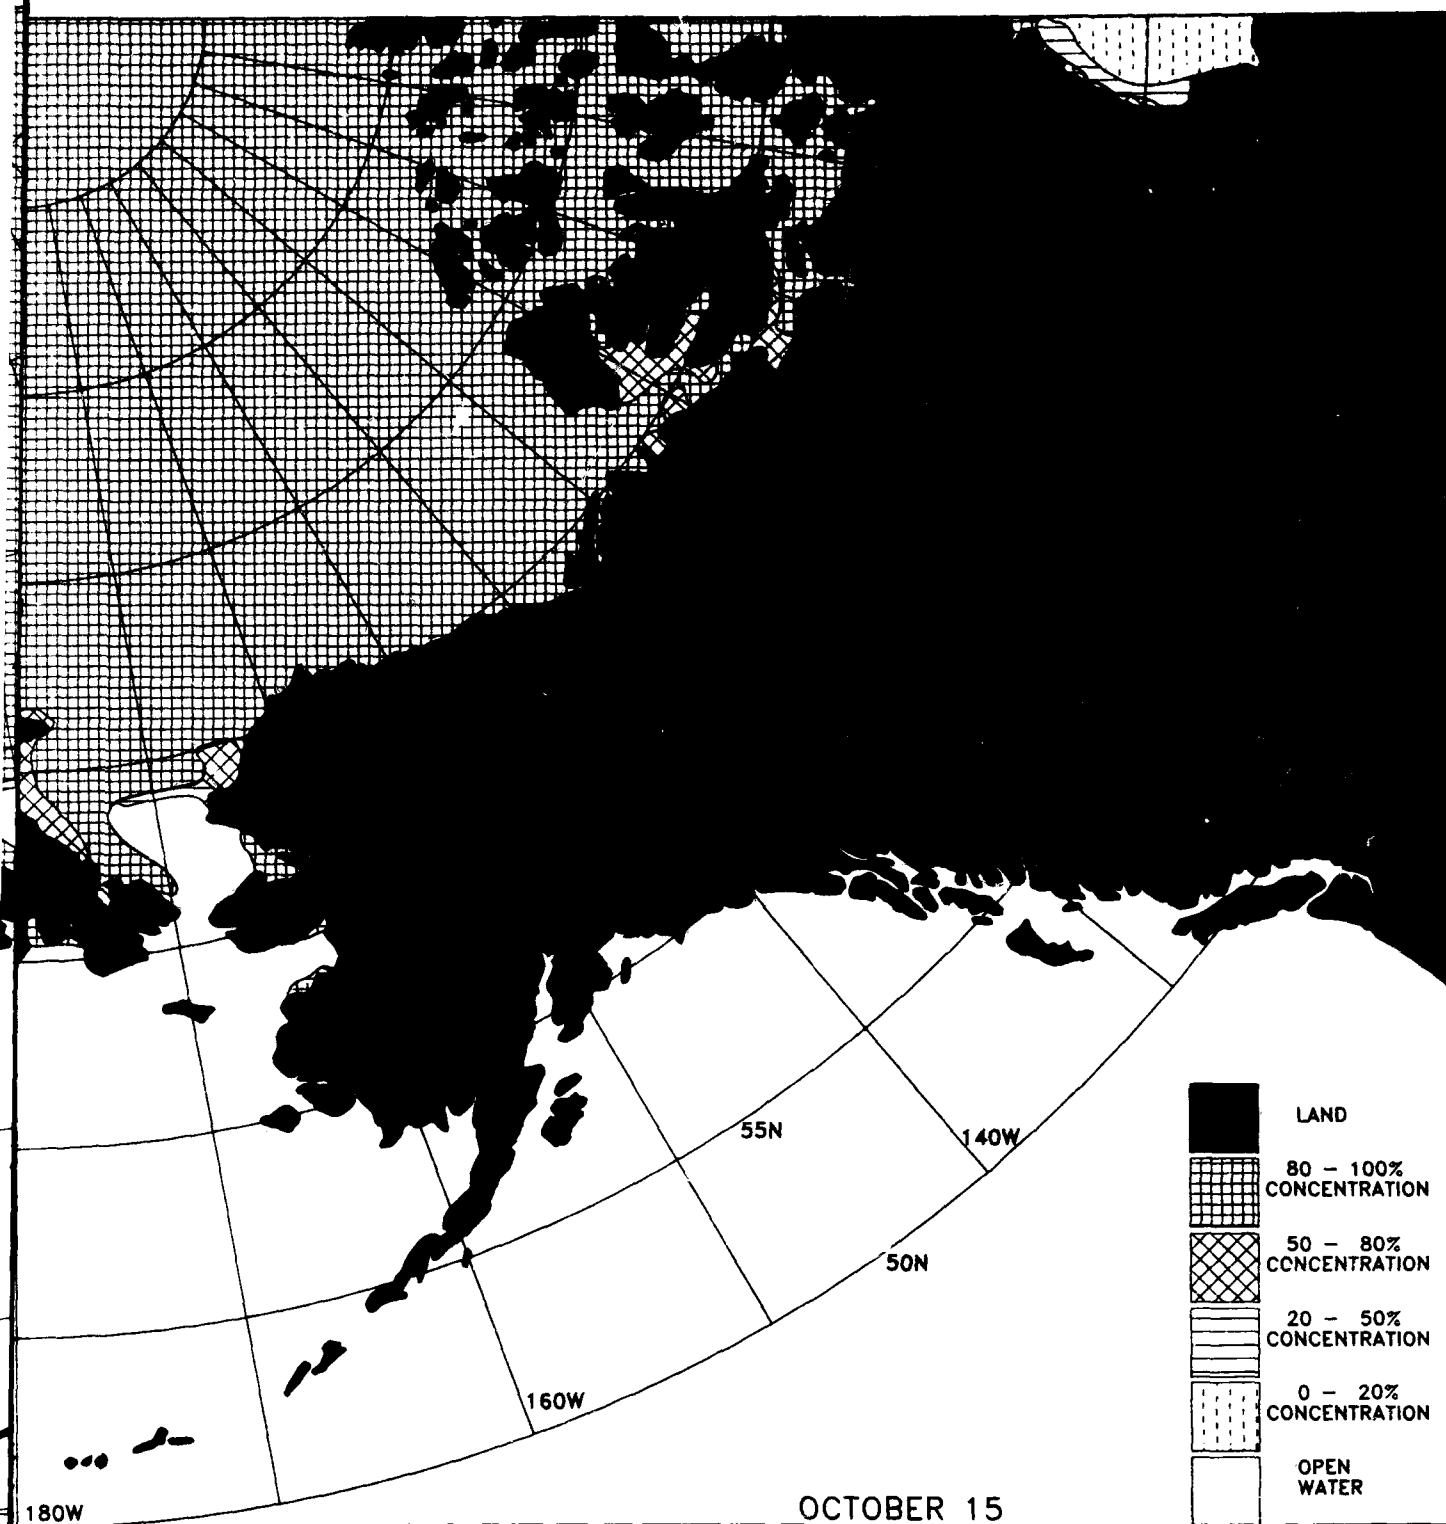 55N
140W
50N
160W
180W
OCTOBER 15
LAND
80 - 100%
CONCENTRATION
50 - 80%
CONCENTRATION
20 - 50%
CONCENTRATION
0 - 20%
CONCENTRATION
OPEN
WATER